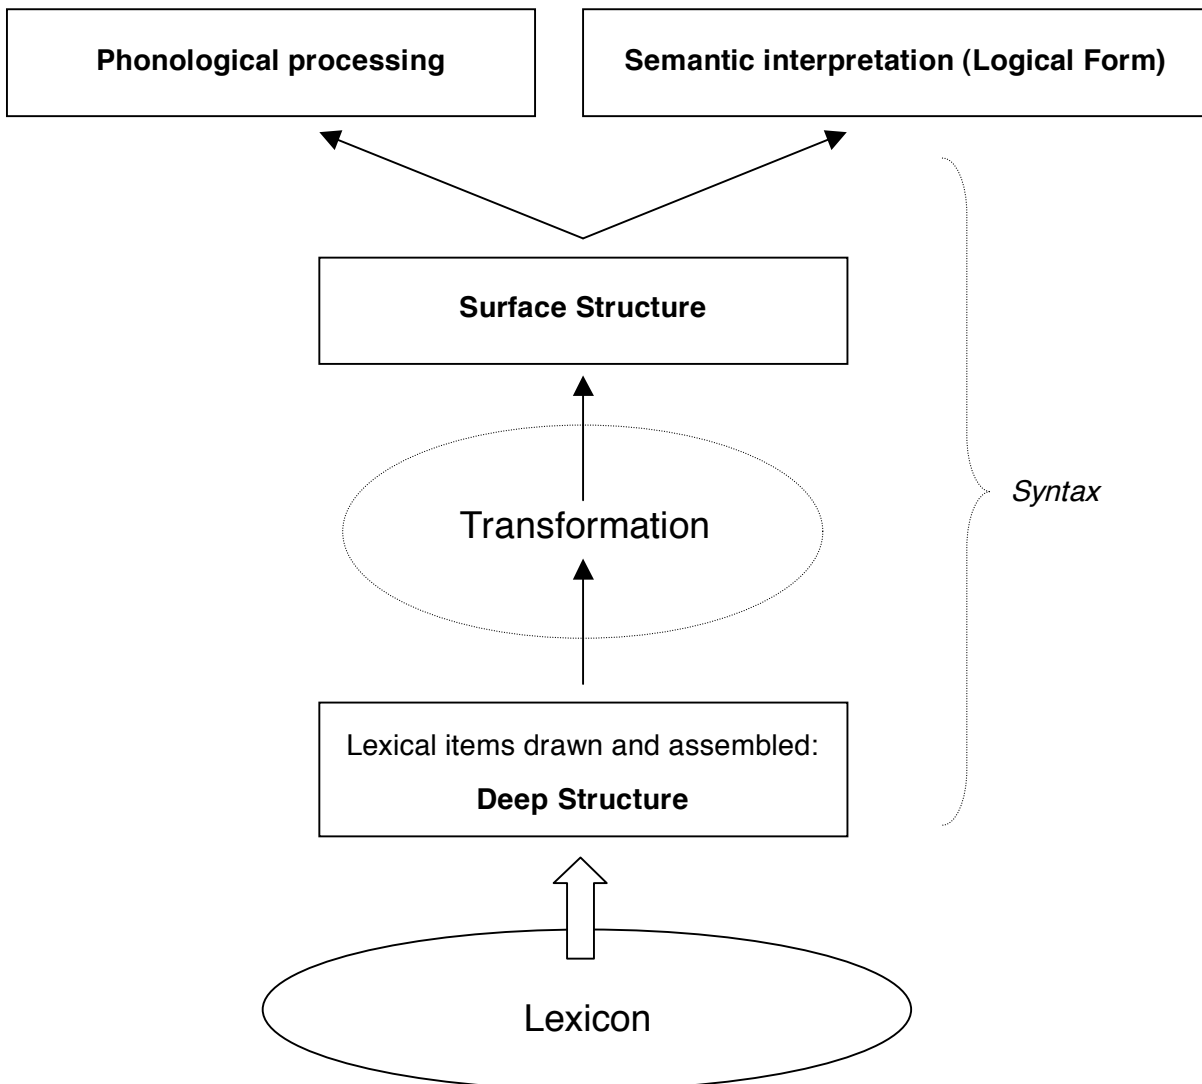 Phonological processing
Semantic interpretation (Logical Form)
Surface Structure
Transformation
Syntax
Lexical items drawn and assembled:
Deep Structure
Lexicon